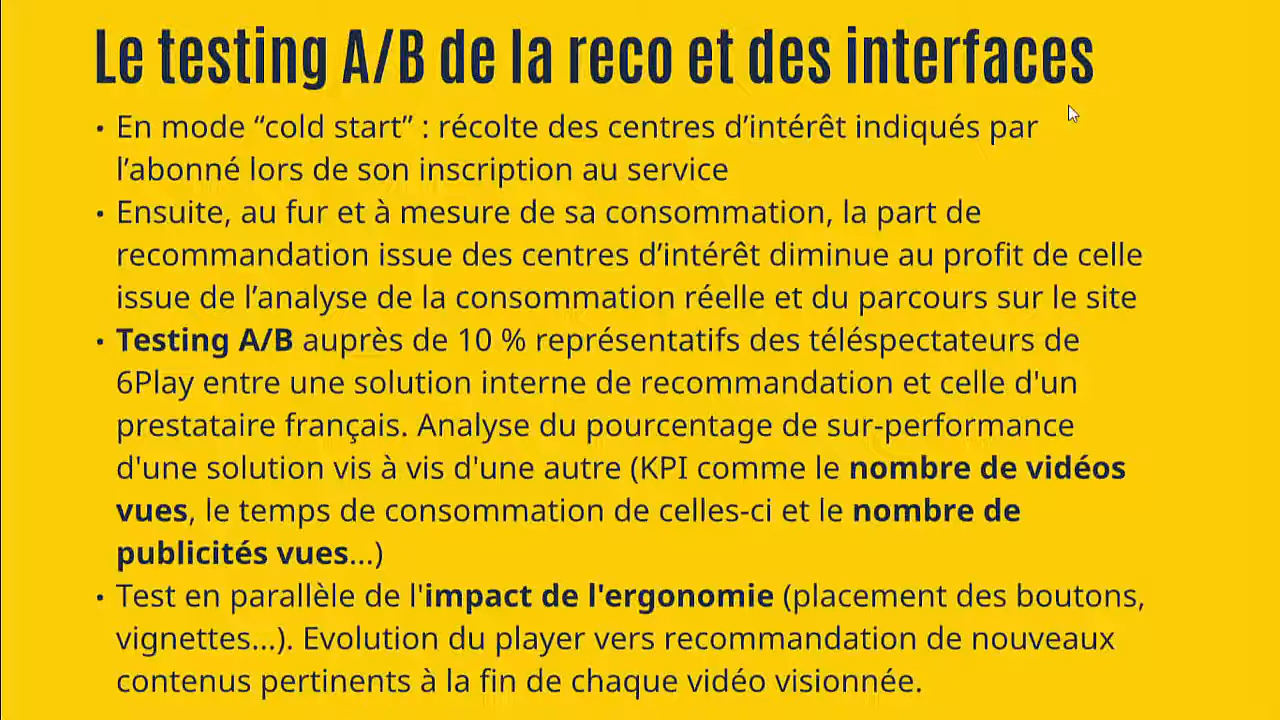 Le testing A/B de la reco et des interfaces
• En mode “cold start” : récolte des centres d’intérêt indiqués par
l’abonné lors de son inscription au service
• Ensuite, au fur et à mesure de sa consommation, la part de
recommandation issue des centres d’intérêt diminue au profit de celle
issue de l’analyse de la consommation réelle et du parcours sur le site
• Testing A/B auprès de 10 % représentatifs des téléspectateurs de
6Play entre une solution interne de recommandation et celle d'un
prestataire français. Analyse du pourcentage de sur-performance
d'une solution vis à vis d'une autre (KPI comme le nombre de vidéos
vues, le temps de consommation de celles-ci et le nombre de
publicités vues...)
• Test en parallèle de l'impact de l'ergonomie (placement des boutons,
vignettes...). Evolution du player vers recommandation de nouveaux
contenus pertinents à la fin de chaque vidéo visionnée.